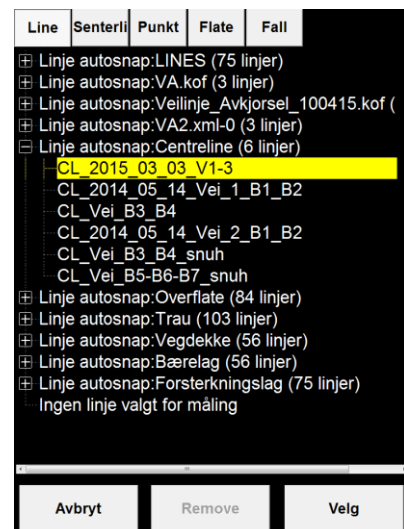 Line Senterli Punkt Flate Fall
Linje autosnap:LINES (75 linjer)
Linje autosnap:VA.kof (3 linjer)
Linje autosnap:Veilinje_Avkjorsel_100415.kof (
Linje autosnap:VA2.xml-0 (3 linjer)
Linje autosnap:Centreline (6 linjer)
CL_2015_03_03_V1-3
CL_2014_05_14_Vei_1_B1_B2
CL_Vei_B3_B4
CL_2014_05_14_Vei_2_B1_B2
CL_Vei_B3_B4_snuh
CL_Vei_B5-B6-B7_snuh
Linje autosnap:Overflate (84 linjer)
Linje autosnap:Trau (103 linjer)
Linje autosnap:Vegdekke (56 linjer)
Linje autosnap:Bærelag (56 linjer)
Linje autosnap:Forsterkningslag (75 linjer)
Ingen linje valgt for måling
Avbryt Remove Velg